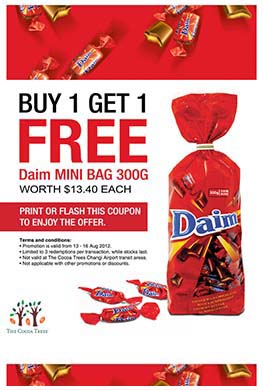 BUY 1 GET 1
FREE
Daim MINI BAG 300G
WORTH $13.40 EACH
PRINT OR FLASH THIS COUPON
TO ENJOY THE OFFER.
Terms and conditions:
• Promotion is valid from 13 - 16 Aug 2012.
• Limited to 3 redemptions per transaction, while stocks last.
• Not valid at The Cocoa Trees Changi Airport transit areas.
• Not applicable with other promotions or discounts.
THE COCOA TREES
Daim
300g
Daim